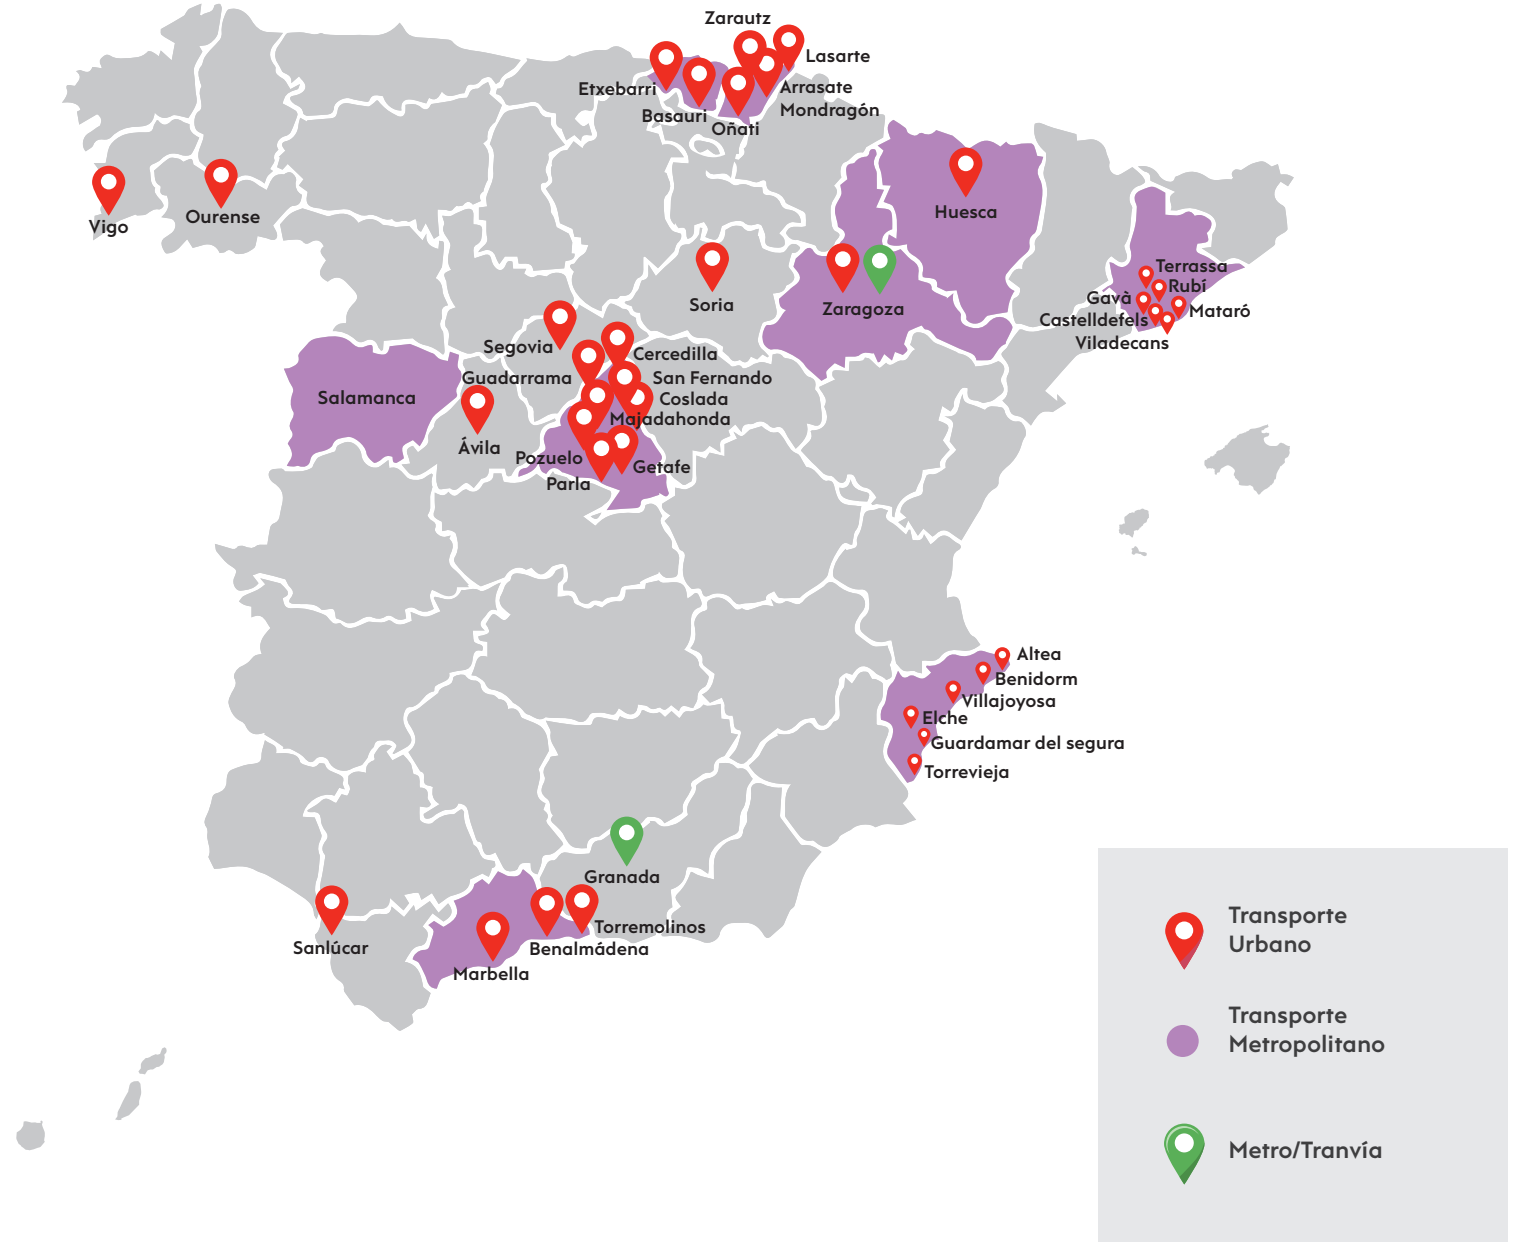 Zarautz
Lasarte
Etxebarri
Arrasate
Mondragón
Basauri
Oñati
Vigo
Ourense
Huesca
Soria
Zaragoza
Terrassa
Rubí
Gavà
Mataró
Castelldefels
Viladecans
Segovia
Cercedilla
Guadarrama
San Fernando
Salamanca
Coslada
Majadahonda
Ávila
Pozuelo
Getafe
Parla
Altea
Benidorm
Villajoyosa
Elche
Guardamar del segura
Torrevieja
Granada
Torremolinos
Sanlúcar
Benalmádena
Marbella
Transporte
Urbano
Transporte
Metropolitano
Metro/Tranvía